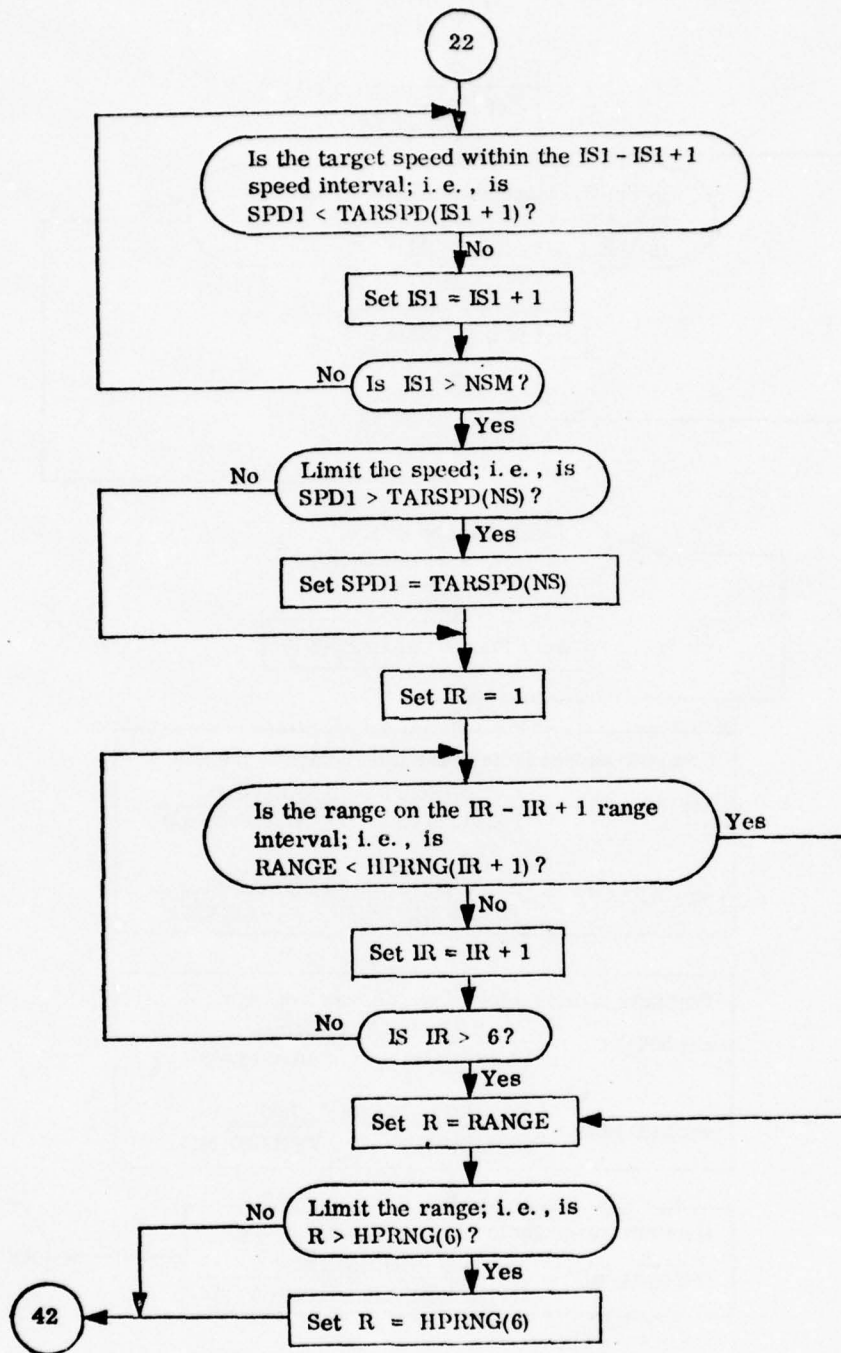 22
Is the target speed within the IS1 - IS1 + 1
speed interval; i. e. , is
SPD1 < TARSPD(IS1 + 1) ?
No
Set IS1 = IS1 + 1
No
Is IS1 > NSM ?
Yes
No
Limit the speed; i. e. , is
SPD1 > TARSPD(NS) ?
Yes
Set SPD1 = TARSPD(NS)
Set IR = 1
Is the range on the IR - IR + 1 range
interval; i. e. , is
RANGE < HPRNG(IR + 1) ?
Yes
No
Set IR = IR + 1
No
IS IR > 6?
Yes
Set R = RANGE
No
Limit the range; i. e. , is
R > HPRNG(6) ?
Yes
42
Set R = HPRNG(6)